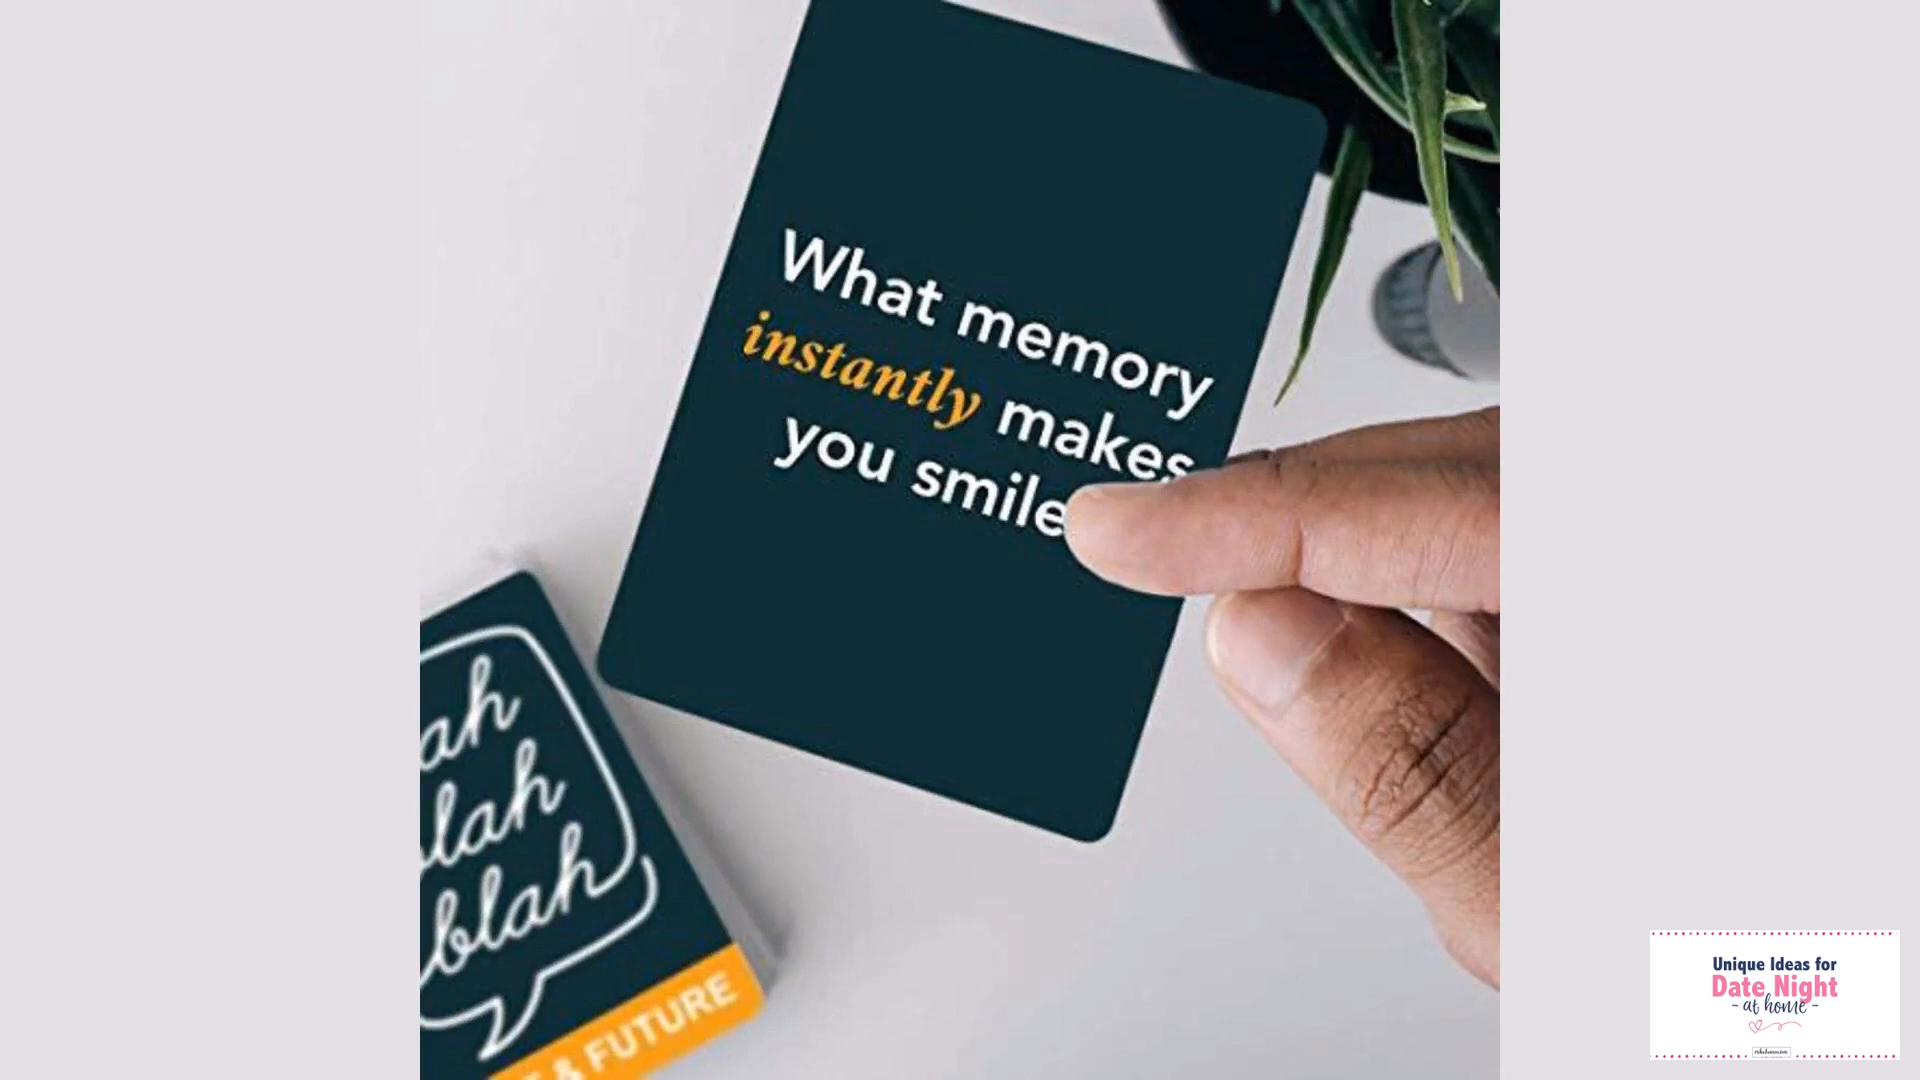 What memory
instantly makes
you smile
ah
lah
blah
& FUTURE
Unique Ideas for
Date Night
- at home -